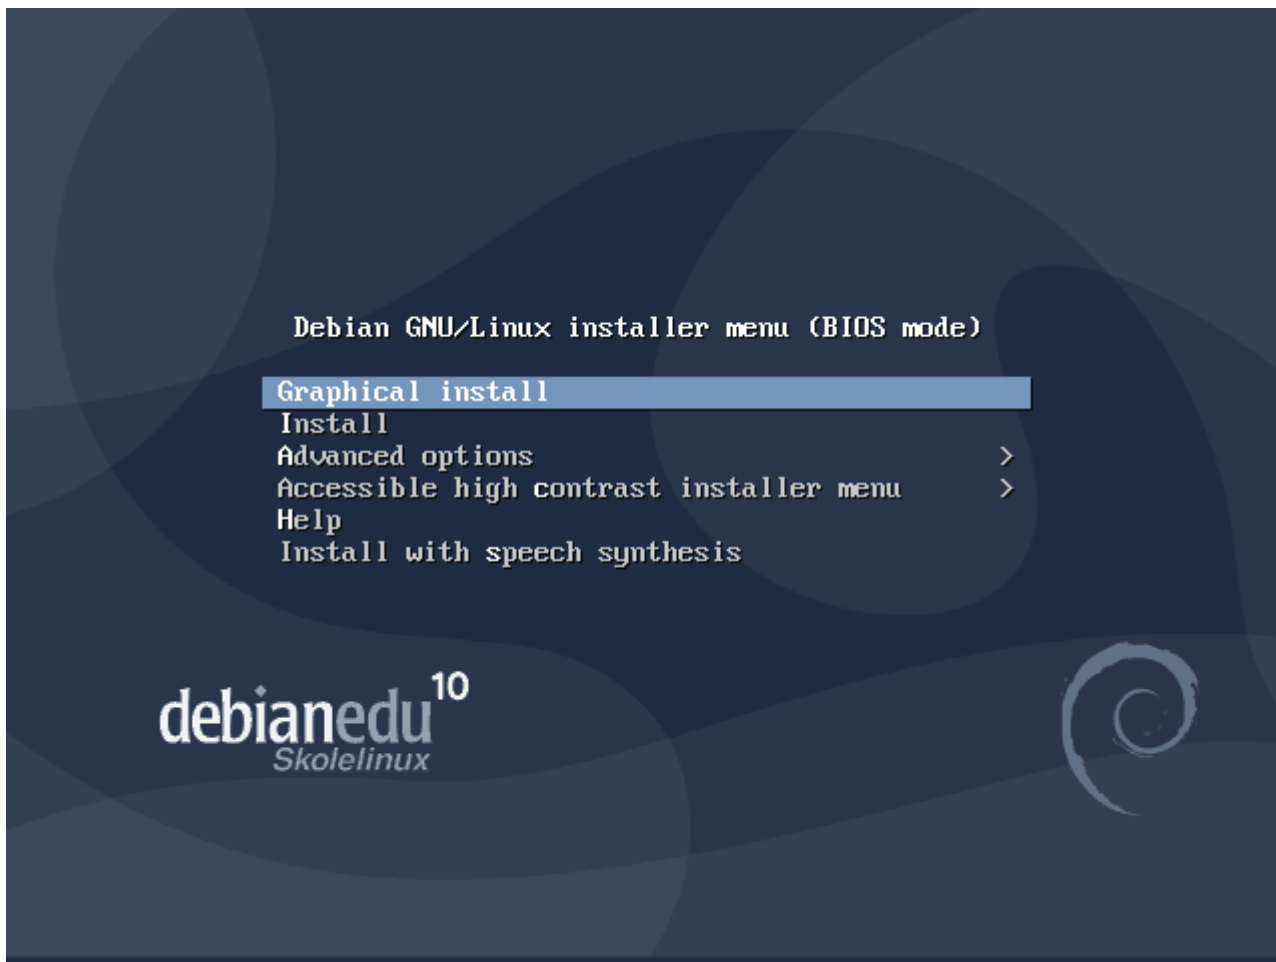 Debian GNU/Linux installer menu (BIOS mode)
Graphical install
Install
Advanced options >
Accessible high contrast installer menu >
Help
Install with speech synthesis
debianedu 10
Skolelinux